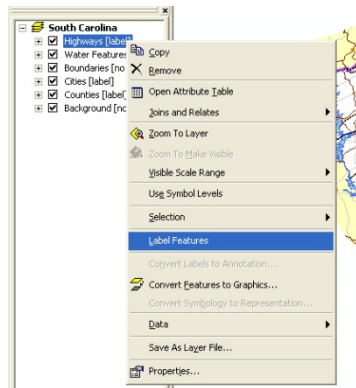 South Carolina
Highways [label]
Water Features
Boundaries [no
Cities [label]
Counties [label]
Background [no
Copy
Remove
Open Attribute Table
Joins and Relates
Zoom To Layer
Zoom To Make Visible
Visible Scale Range
Use Symbol Levels
Selection
Label Features
Convert Labels to Annotation...
Convert Features to Graphics...
Convert Symbology to Representation...
Data
Save As Layer File...
Properties...